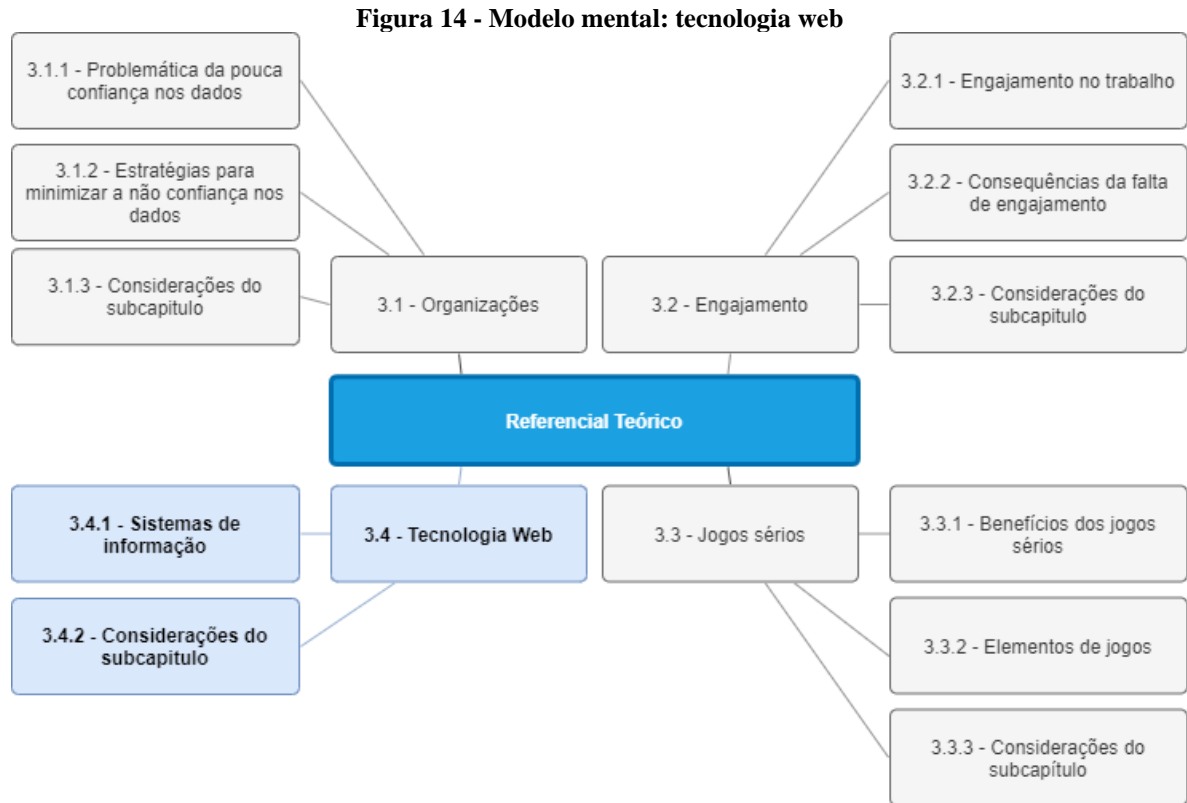 Figura 14 - Modelo mental: tecnologia web
3.1.1 - Problemática da pouca
confiança nos dados
3.1.2 - Estratégias para
minimizar a não confiança nos
dados
3.1.3 - Considerações do
subcapitulo
3.1 - Organizações
3.2 - Engajamento
3.2.1 - Engajamento no trabalho
3.2.2 - Consequências da falta
de engajamento
3.2.3 - Considerações do
subcapitulo
Referencial Teórico
3.4.1 - Sistemas de
informação
3.4.2 - Considerações do
subcapitulo
3.4 - Tecnologia Web
3.3 - Jogos sérios
3.3.1 - Benefícios dos jogos
sérios
3.3.2 - Elementos de jogos
3.3.3 - Considerações do
subcapítulo